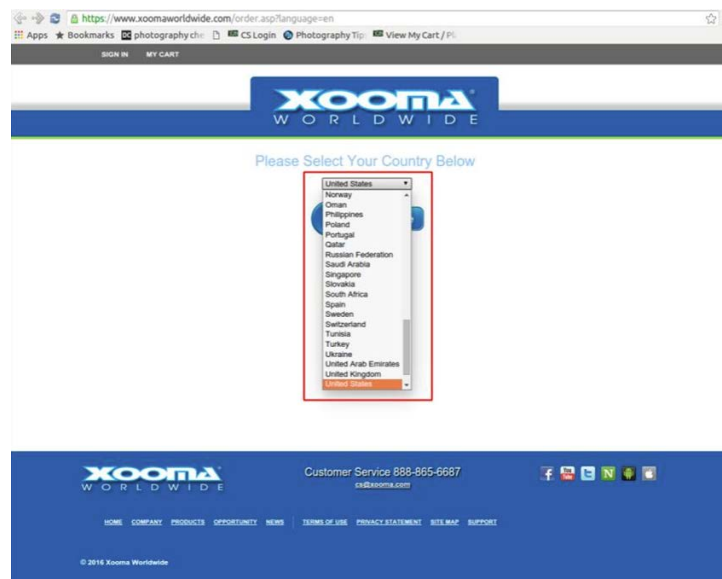 https://www.xoomaworldwide.com/order.asp?language=en
Apps Bookmarks photography che CS Login Photography Tip View My Cart / Pl
SIGN IN MY CART
XOOMA
WORLDWIDE
Please Select Your Country Below
United States
Norway
Oman
Philippines
Poland
Portugal
Qatar
Russian Federation
Saudi Arabia
Singapore
Slovakia
South Africa
Spain
Sweden
Switzerland
Tunisia
Turkey
Ukraine
United Arab Emirates
United Kingdom
United States
XOOMA
WORLDWIDE
Customer Service 888-865-6687
cs@xooma.com
HOME COMPANY PRODUCTS OPPORTUNITY NEWS TERMS OF USE PRIVACY STATEMENT SITE MAP SUPPORT
© 2016 Xooma Worldwide